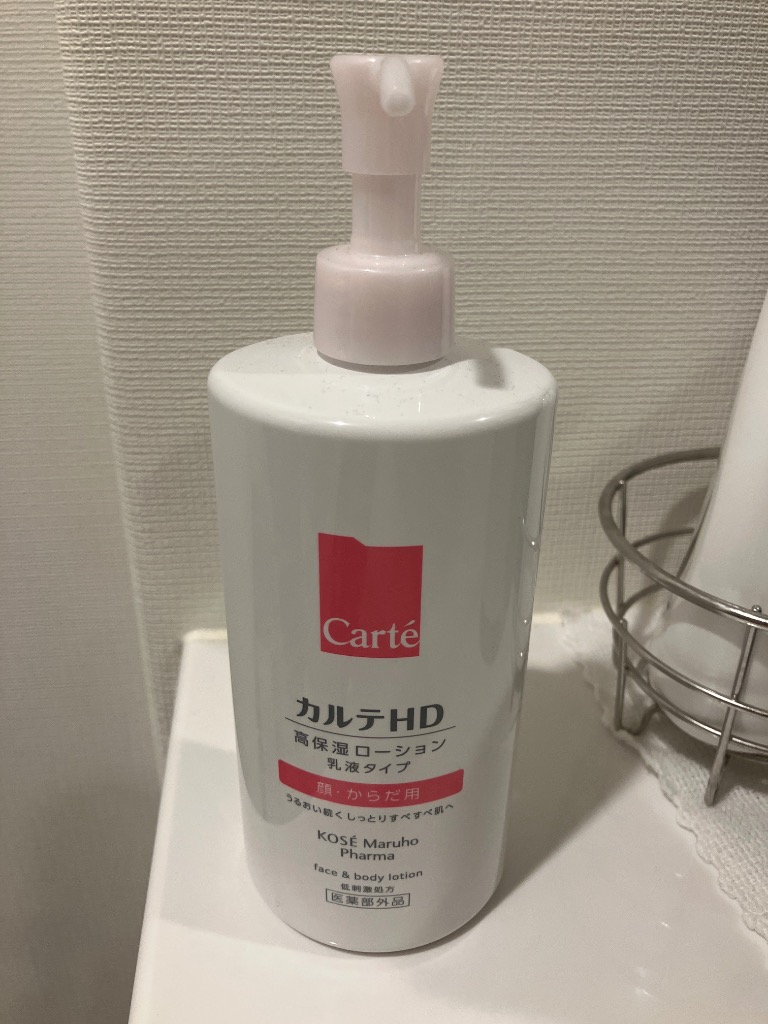 Carté
カルテHD
高保湿ローション
乳液タイプ
顔・からだ用
うるおい続くしっとりすべすべ肌へ
KOSÉ Maruho
Pharma
face & body lotion
低刺激処方
医薬部外品